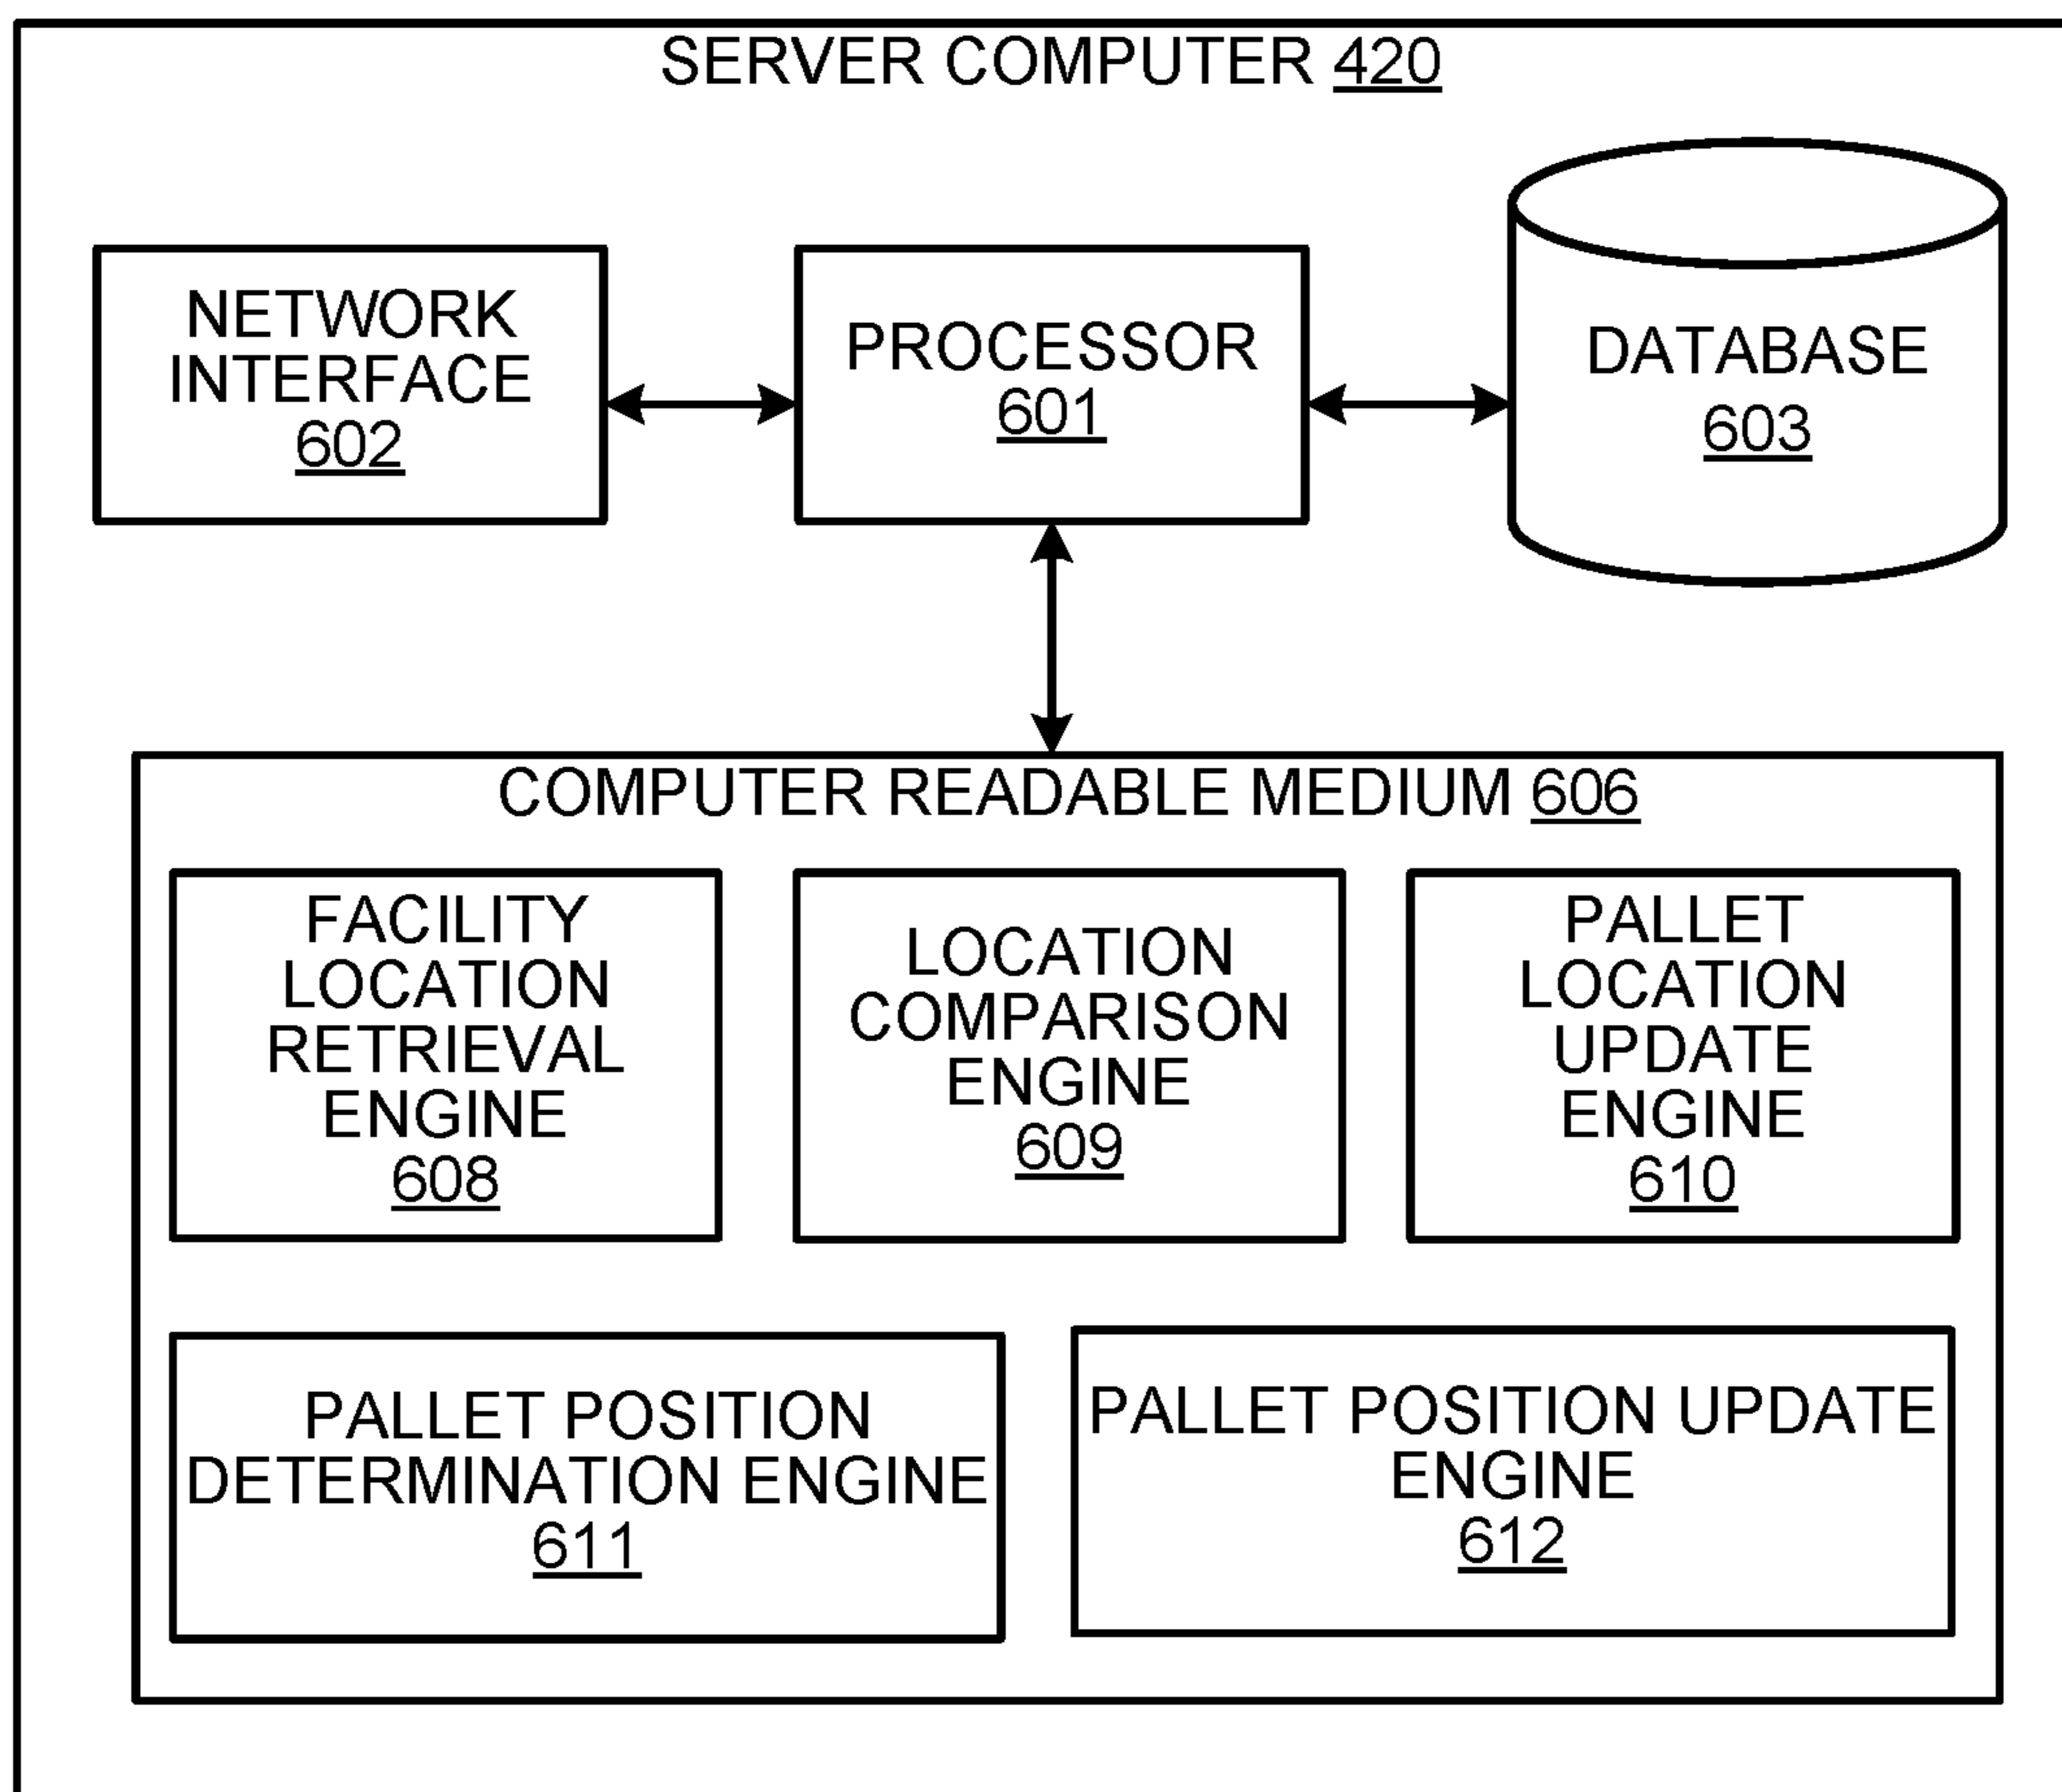 SERVER COMPUTER 420
NETWORK
INTERFACE
602
PROCESSOR
601
DATABASE
603
COMPUTER READABLE MEDIUM 606
FACILITY
LOCATION
RETRIEVAL
ENGINE
608
LOCATION
COMPARISON
ENGINE
609
PALLET
LOCATION
UPDATE
ENGINE
610
PALLET POSITION
DETERMINATION ENGINE
611
PALLET POSITION UPDATE
ENGINE
612